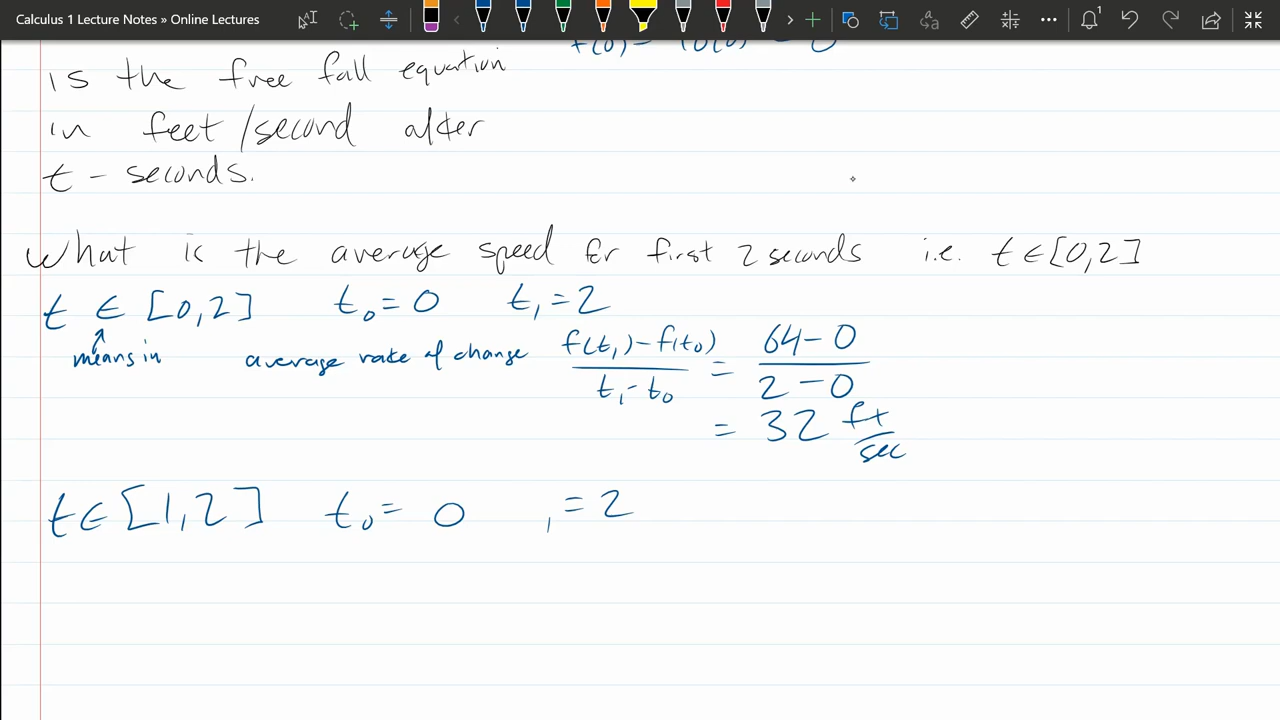 Calculus 1 Lecture Notes » Online Lectures
is the free fall equation
in feet/second after
t - seconds.
What is the average speed for first 2 seconds i.e. t∈[0,2]
t ∈ [0,2] t₀=0 t₁=2
means in average rate of change f(t₁)-f(t₀) / t₁-t₀ = 64-0 / 2-0
= 32 ft/sec
t∈[1,2] t₀= 0 ₁=2